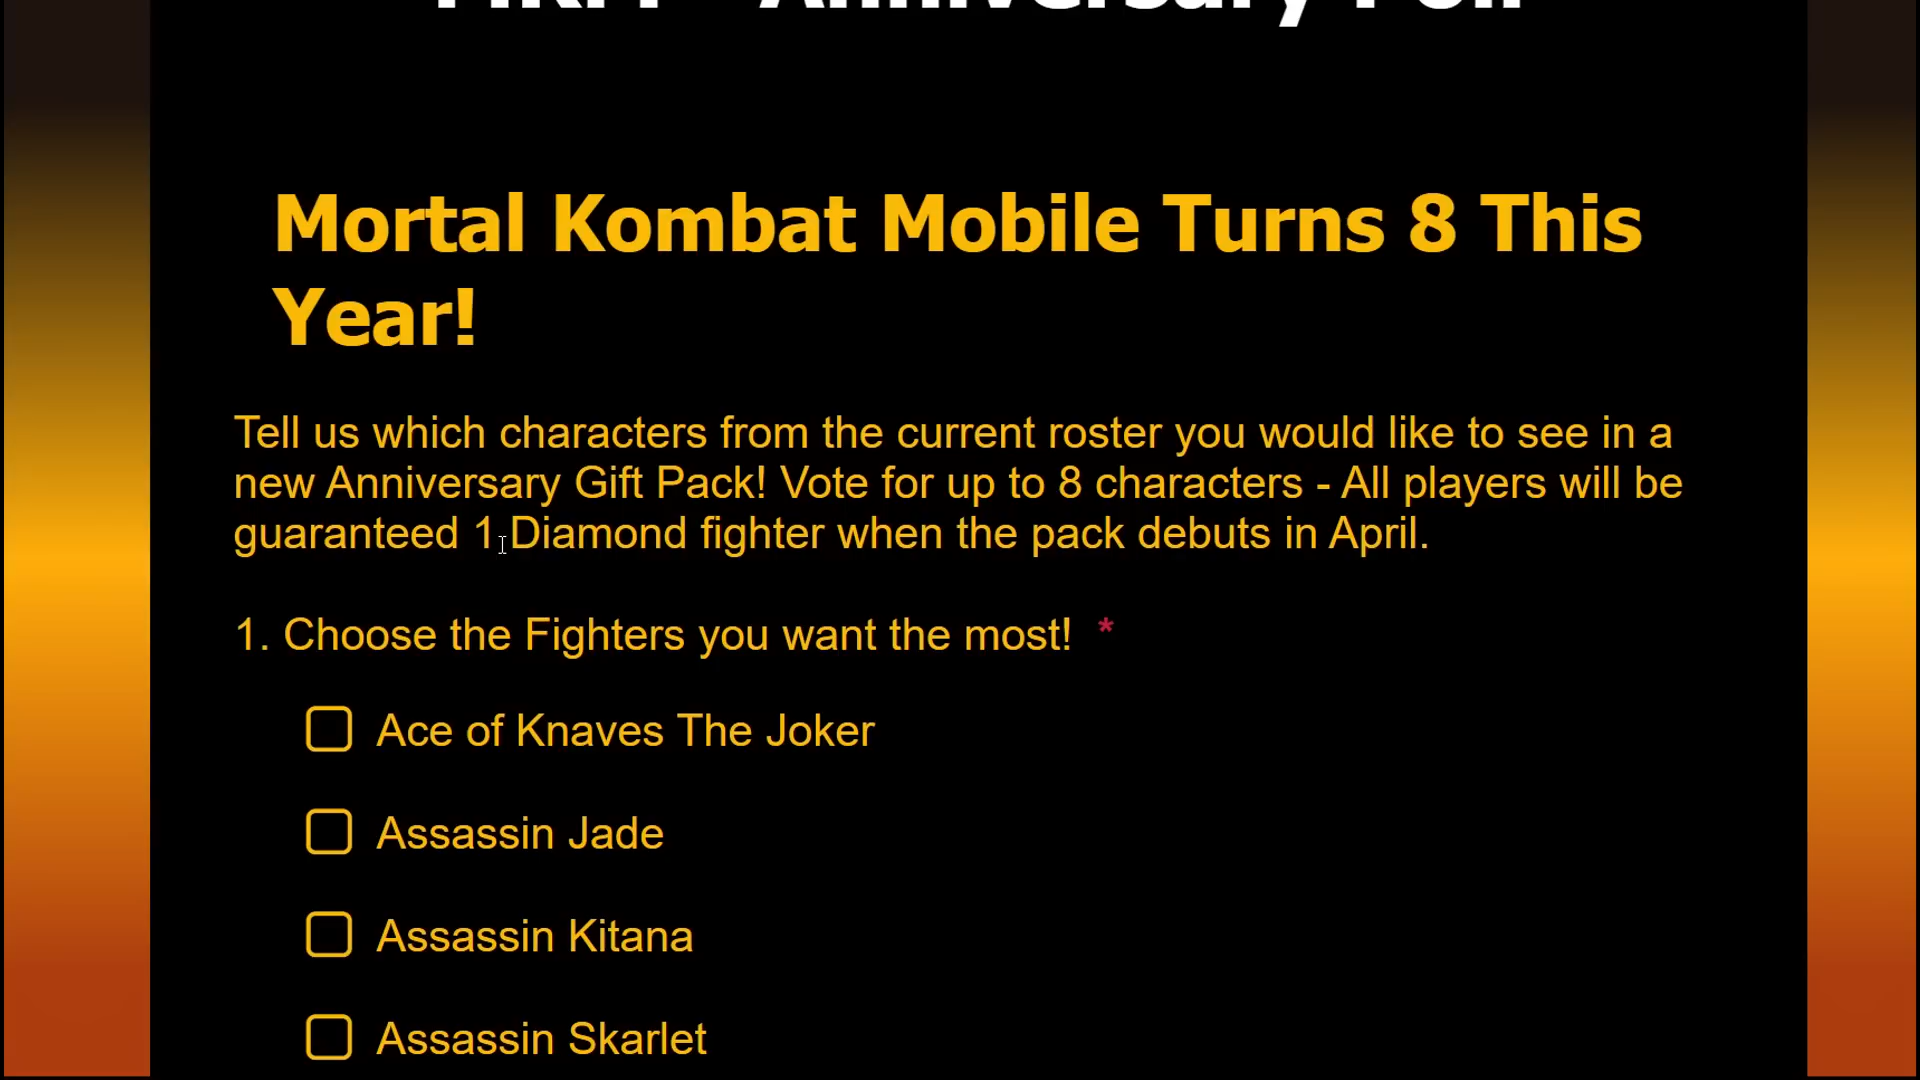 Anniversary Poll
Mortal Kombat Mobile Turns 8 This
Year!
Tell us which characters from the current roster you would like to see in a
new Anniversary Gift Pack! Vote for up to 8 characters - All players will be
guaranteed 1 Diamond fighter when the pack debuts in April.
1. Choose the Fighters you want the most! *
Ace of Knaves The Joker
Assassin Jade
Assassin Kitana
Assassin Skarlet